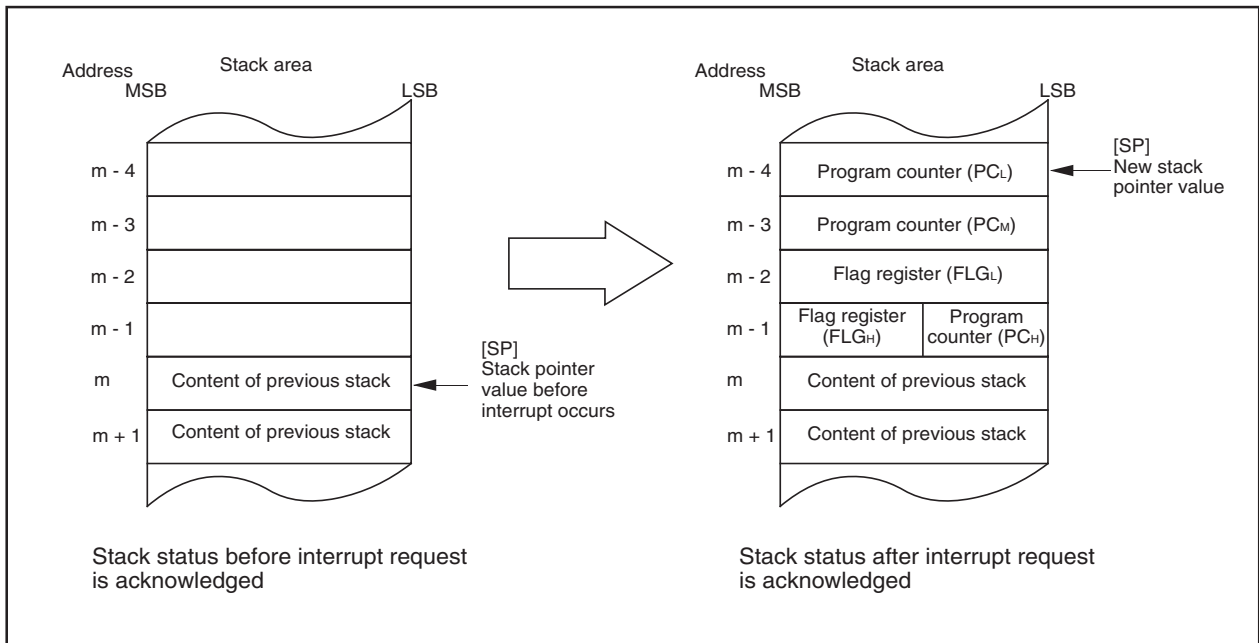 Stack area
Address
MSB
LSB
m - 4
m - 3
m - 2
m - 1
m
Content of previous stack
m + 1
Content of previous stack
[SP]
Stack pointer
value before
interrupt occurs
Stack status before interrupt request
is acknowledged
Stack area
Address
MSB
LSB
m - 4
Program counter (PCL)
m - 3
Program counter (PCM)
m - 2
Flag register (FLGL)
m - 1
Flag register
(FLGH)
Program
counter (PCH)
m
Content of previous stack
m + 1
Content of previous stack
[SP]
New stack
pointer value
Stack status after interrupt request
is acknowledged